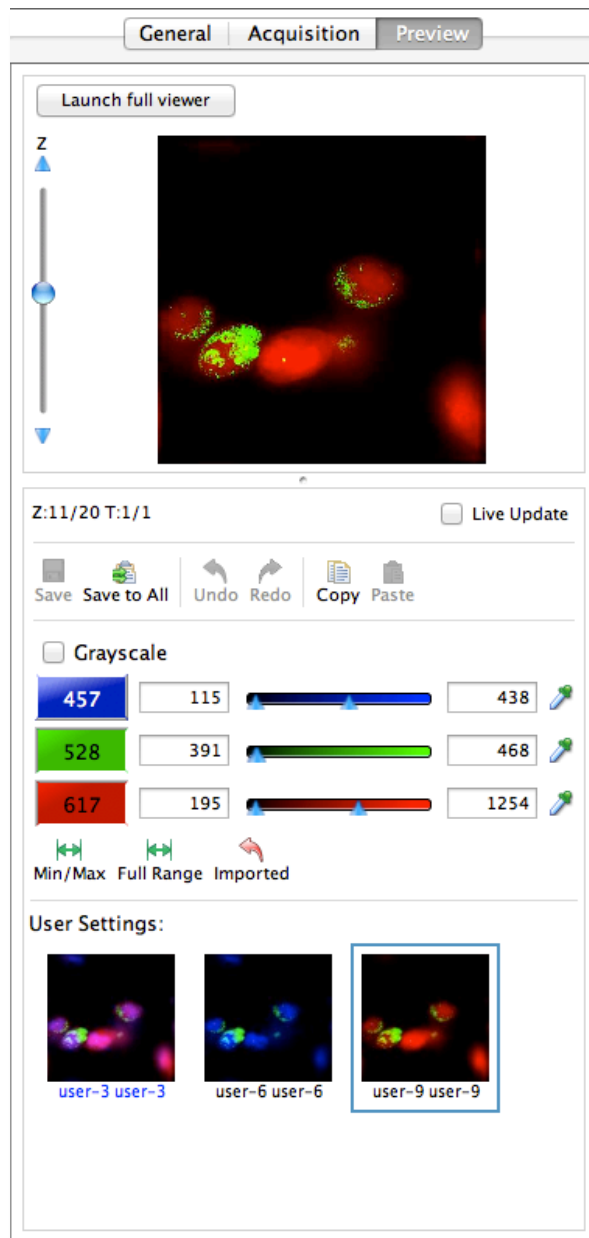 General Acquisition Preview
Launch full viewer
Z
Z:11/20 T:1/1 Live Update
Save Save to All Undo Redo Copy Paste
Grayscale
457 115 438
528 391 468
617 195 1254
Min/Max Full Range Imported
User Settings:
user-3 user-3 user-6 user-6 user-9 user-9